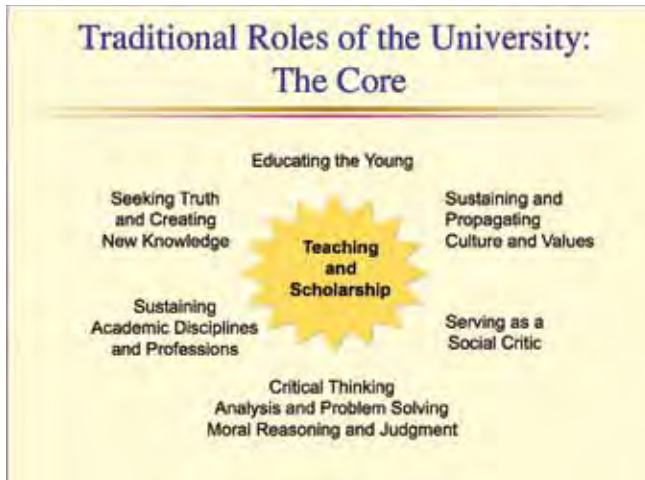 Traditional Roles of the University:
The Core
Educating the Young
Seeking Truth
and Creating
New Knowledge
Sustaining and
Propagating
Culture and Values
Teaching
and
Scholarship
Sustaining
Academic Disciplines
and Professions
Serving as a
Social Critic
Critical Thinking
Analysis and Problem Solving
Moral Reasoning and Judgment